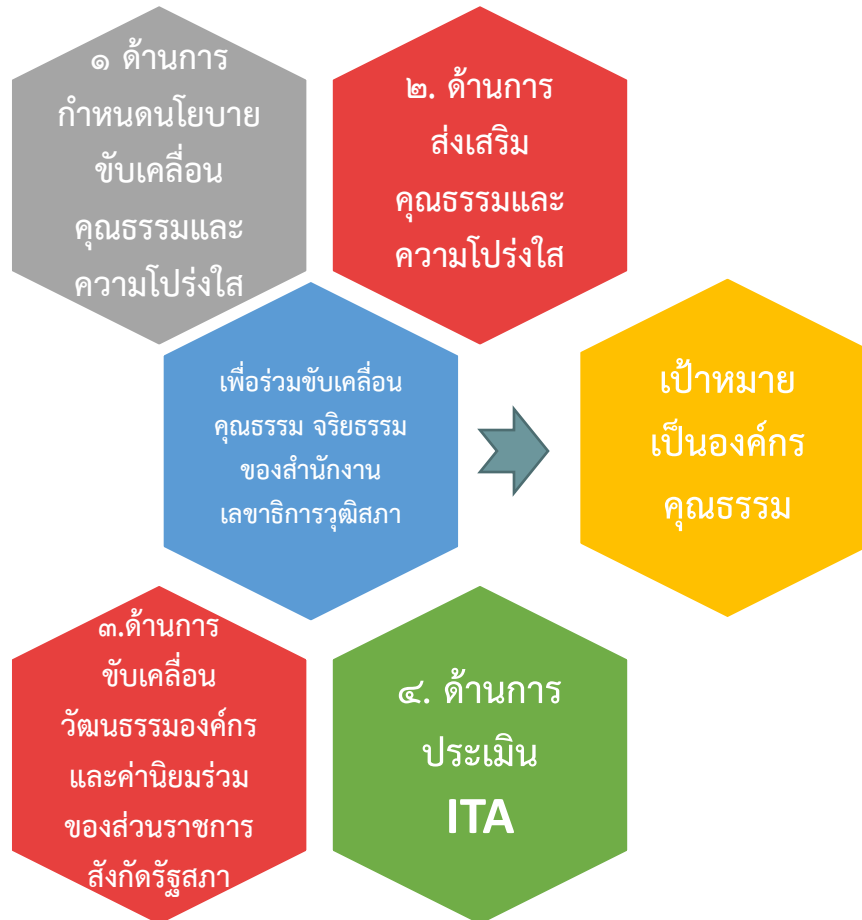 ๑ ด้านการ
กำหนดนโยบาย
ขับเคลื่อน
คุณธรรมและ
ความโปร่งใส
๒. ด้านการ
ส่งเสริม
คุณธรรมและ
ความโปร่งใส
เพื่อร่วมขับเคลื่อน
คุณธรรม จริยธรรม
ของสำนักงาน
เลขาธิการวุฒิสภา
เป้าหมาย
เป็นองค์กร
คุณธรรม
๓.ด้านการ
ขับเคลื่อน
วัฒนธรรมองค์กร
และค่านิยมร่วม
ของส่วนราชการ
สังกัดรัฐสภา
๔. ด้านการ
ประเมิน
ITA